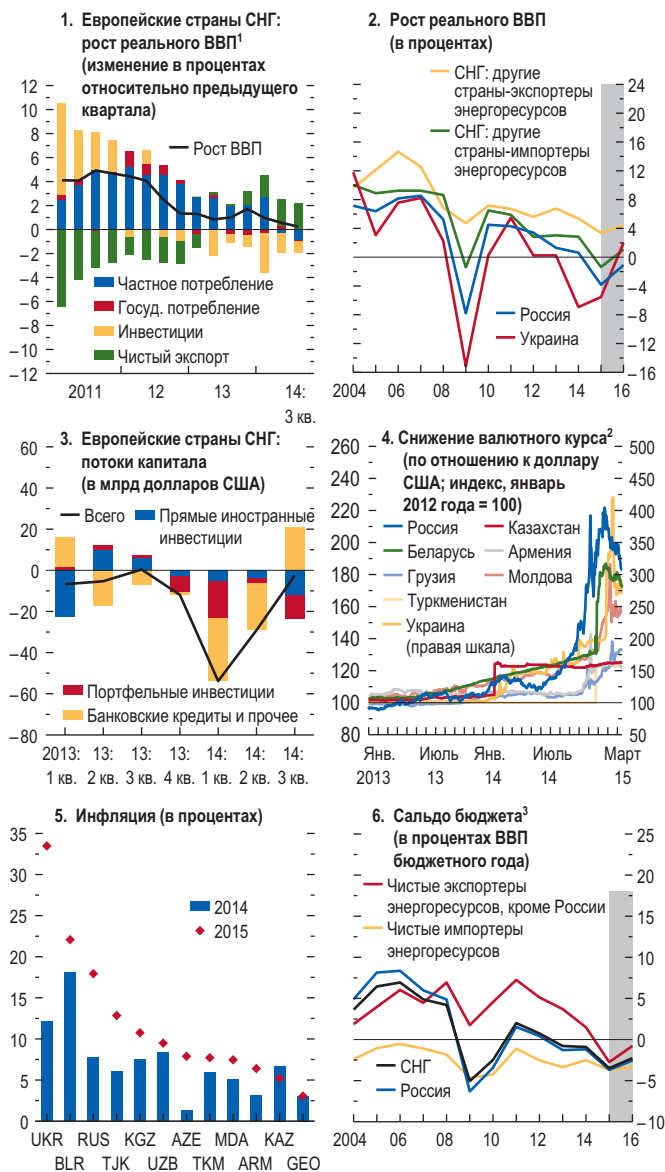 1. Европейские страны СНГ:
рост реального ВВП¹
(изменение в процентах
относительно предыдущего
квартала)
12
10
8
6
4
2
0
−2
−4
−6
−8
−10
−12
Рост ВВП
Частное потребление
Госуд. потребление
Инвестиции
Чистый экспорт
2011
12
13
14:
3 кв.
2. Рост реального ВВП
(в процентах)
СНГ: другие
страны-экспортеры
энергоресурсов
СНГ: другие
страны-импортеры
энергоресурсов
24
20
16
12
8
4
0
−4
−8
−12
−16
Россия
Украина
2004 06 08 10 12 14 16
3. Европейские страны СНГ:
потоки капитала
(в млрд долларов США)
60
40
20
0
−20
−40
−60
−80
Всего
Прямые иностранные
инвестиции
Портфельные инвестиции
Банковские кредиты и прочее
2013: 13: 13: 13: 14: 14: 14:
1 кв. 2 кв. 3 кв. 4 кв. 1 кв. 2 кв. 3 кв.
4. Снижение валютного курса²
(по отношению к доллару
США; индекс, январь
2012 года = 100)
260
240
220
200
180
160
140
120
100
80
Россия
Казахстан
Беларусь
Армения
Грузия
Молдова
Туркменистан
Украина
(правая шкала)
500
450
400
350
300
250
200
150
100
50
Янв. Июль Янв. Июль Март
2013 13 14 14 15
5. Инфляция (в процентах)
35
30
25
20
15
10
5
0
2014
2015
UKR RUS KGZ AZE MDA KAZ
BLR TJK UZB TKM ARM GEO
6. Сальдо бюджета³
(в процентах ВВП
бюджетного года)
Чистые экспортеры
энергоресурсов, кроме России
Чистые импортеры
энергоресурсов
25
20
15
10
5
0
−5
−10
СНГ
Россия
2004 06 08 10 12 14 16